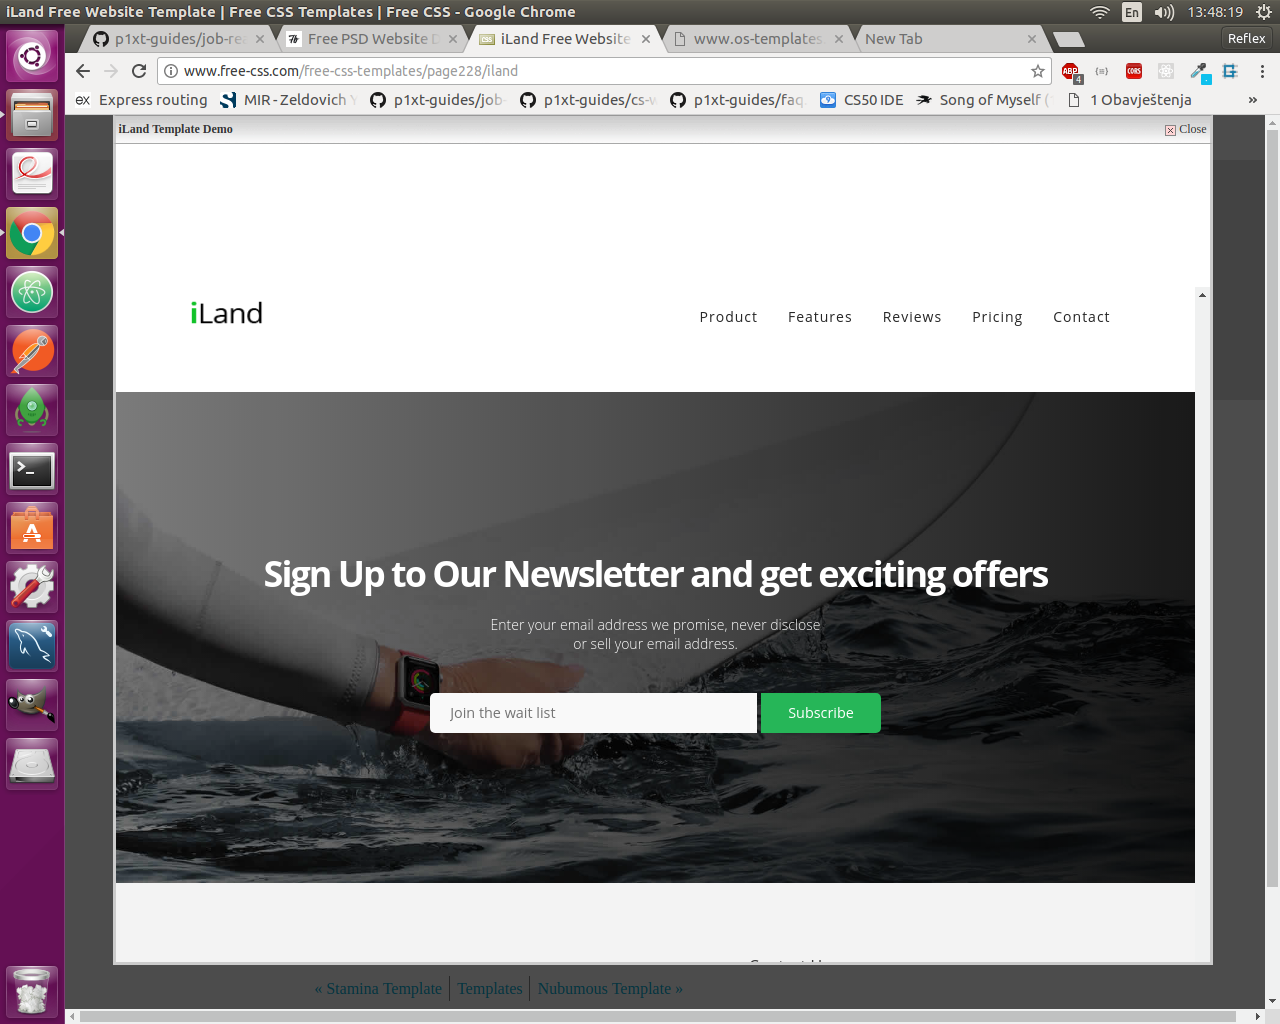 iLand Free Website Template | Free CSS Templates | Free CSS - Google Chrome
En
13:48:19
p1xt-guides/job-rea
Free PSD Website D
iLand Free Website
www.os-templates
New Tab
Reflex
www.free-css.com/free-css-templates/page228/iland
ABP
4
CORS
ex Express routing
MIR - Zeldovich Y
p1xt-guides/job-
p1xt-guides/cs-w
p1xt-guides/faq
CS50 IDE
Song of Myself (1
1 Obavještenja
»
iLand Template Demo
Close
iLand
Product
Features
Reviews
Pricing
Contact
Sign Up to Our Newsletter and get exciting offers
Enter your email address we promise, never disclose
or sell your email address.
Join the wait list
Subscribe
« Stamina Template
Templates
Nubumous Template »